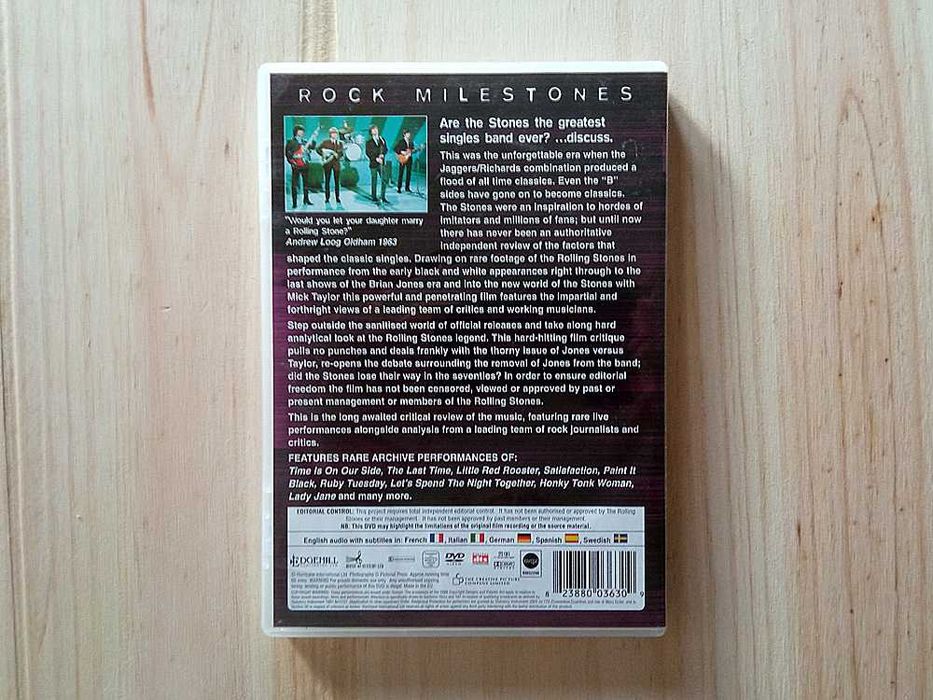 ROCK MILESTONES
Are the Stones the greatest
singles band ever? ...discuss.
This was the unforgettable era when the
Jaggers/Richards combination produced a
flood of all time classics. Even the "B"
sides have gone on to become classics.
The Stones were an inspiration to hordes of
imitators and millions of fans; but until now
there has never been an authoritative
independent review of the factors that
"Would you let your daughter marry
a Rolling Stone?"
Andrew Loog Oldham 1963
shaped the classic singles. Drawing on rare footage of the Rolling Stones in
performance from the early black and white appearances right through to the
last shows of the Brian Jones era and into the new world of the Stones with
Mick Taylor this powerful and penetrating film features the impartial and
forthright views of a leading team of critics and working musicians.
Step outside the sanitised world of official releases and take along hard
analytical look at the Rolling Stones legend. This hard-hitting film critique
pulls no punches and deals frankly with the thorny issue of Jones versus
Taylor, re-opens the debate surrounding the removal of Jones from the band;
did the Stones lose their way in the seventies? In order to ensure editorial
freedom the film has not been censored, viewed or approved by past or
present management or members of the Rolling Stones.
This is the long awaited critical review of the music, featuring rare live
performances alongside analysis from a leading team of rock journalists and
critics.
FEATURES RARE ARCHIVE PERFORMANCES OF:
Time Is On Our Side, The Last Time, Little Red Rooster, Satisfaction, Paint It
Black, Ruby Tuesday, Let's Spend The Night Together, Honky Tonk Woman,
Lady Jane and many more.
EDITORIAL CONTROL: This project requires total independent editorial control. It has not been authorised or approved by The Rolling
Stones or their management. It has not been approved by past members or their management.
NB: This DVD may highlight the limitations of the original film recording or the source material.
English audio with subtitles in: French, Italian, German, Spanish, Swedish
EDGEHILL
DVD
dts
THE CREATIVE PICTURE
COMPANY LIMITED
8 23880 03630 9